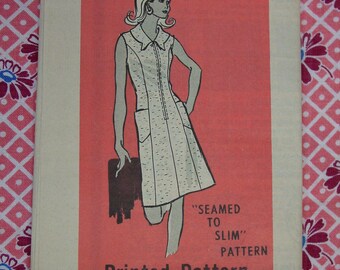 "SEAMED
TO
SLIM"
PATTERN
Printed Pattern